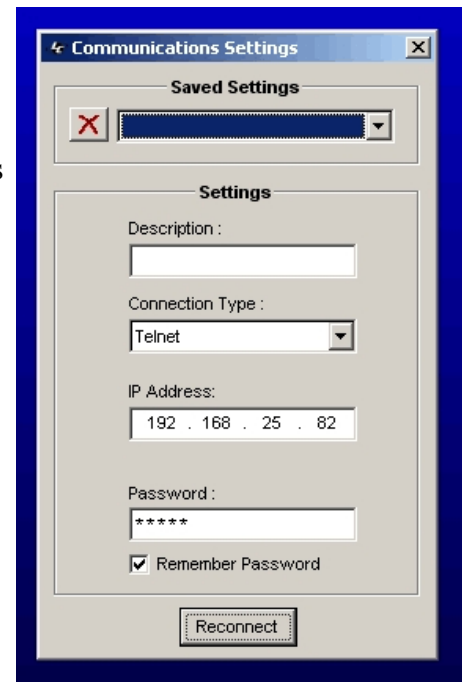 Communications Settings
Saved Settings
s
Settings
Description :
Connection Type :
Telnet
IP Address:
192 . 168 . 25 . 82
Password :
*****
Remember Password
Reconnect